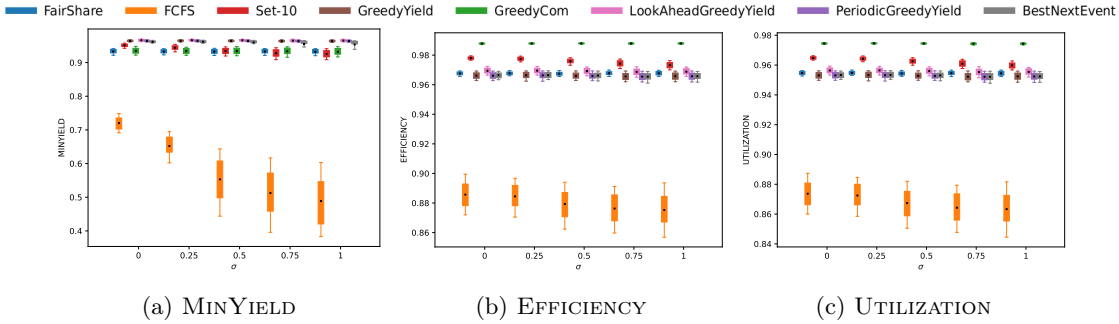 FairShare FCFS Set-10 GreedyYield GreedyCom LookAheadGreedyYield PeriodicGreedyYield BestNextEvent
MINYIELD
0.9
0.8
0.7
0.6
0.5
0.4
0 0.25 0.5 0.75 1
σ
EFFICIENCY
0.98
0.96
0.94
0.92
0.90
0.88
0.86
0 0.25 0.5 0.75 1
σ
UTILIZATION
0.98
0.96
0.94
0.92
0.90
0.88
0.86
0.84
0 0.25 0.5 0.75 1
σ
(a) MINYIELD
(b) EFFICIENCY
(c) UTILIZATION